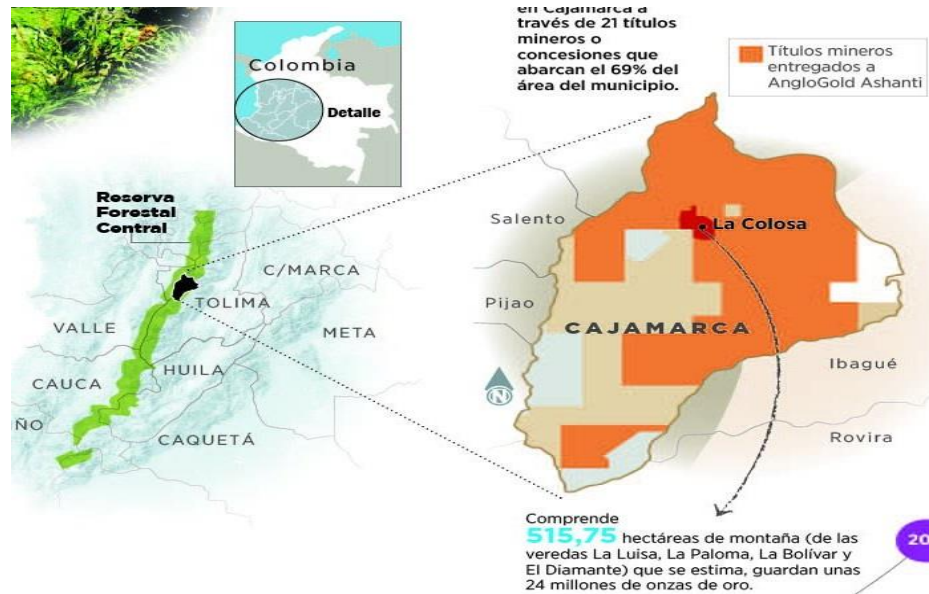 en Cajamarca a
través de 21 títulos
mineros o
concesiones que
abarcan el 69% del
área del municipio.
Títulos mineros
entregados a
AngloGold Ashanti
Colombia
Detalle
Reserva
Forestal
Central
C/MARCA
TOLIMA
VALLE
META
HUILA
CAUCA
ÑO
CAQUETÁ
Salento
La Colosa
Pijao
CAJAMARCA
Ibagué
N
Rovira
Comprende
515,75 hectáreas de montaña (de las
veredas La Luisa, La Paloma, La Bolívar y
El Diamante) que se estima, guardan unas
24 millones de onzas de oro.
20